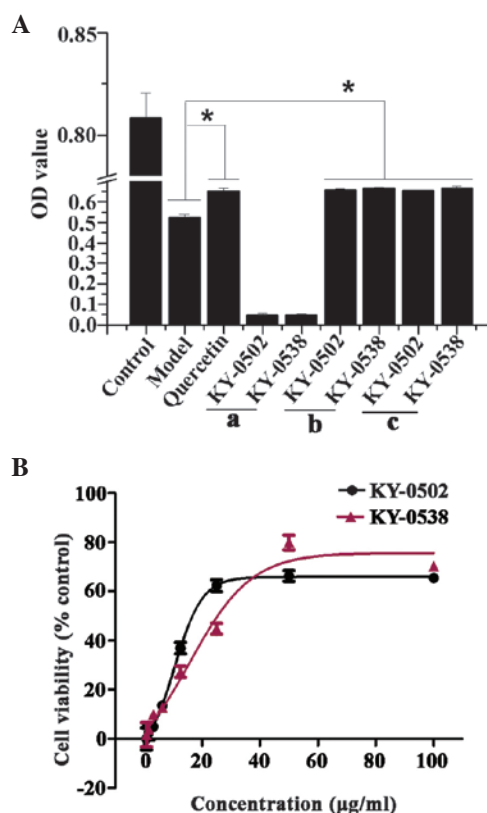 A
0.85
0.80
0.6
0.5
0.4
0.3
0.2
0.1
0.0
OD value
*
*
Control
Model
Quercetin
KY-0502
KY-0538
KY-0502
KY-0538
KY-0502
KY-0538
a
b
c
B
100
80
60
40
20
0
-20
Cell viability (% control)
KY-0502
KY-0538
0
20
40
60
80
100
Concentration (μg/ml)